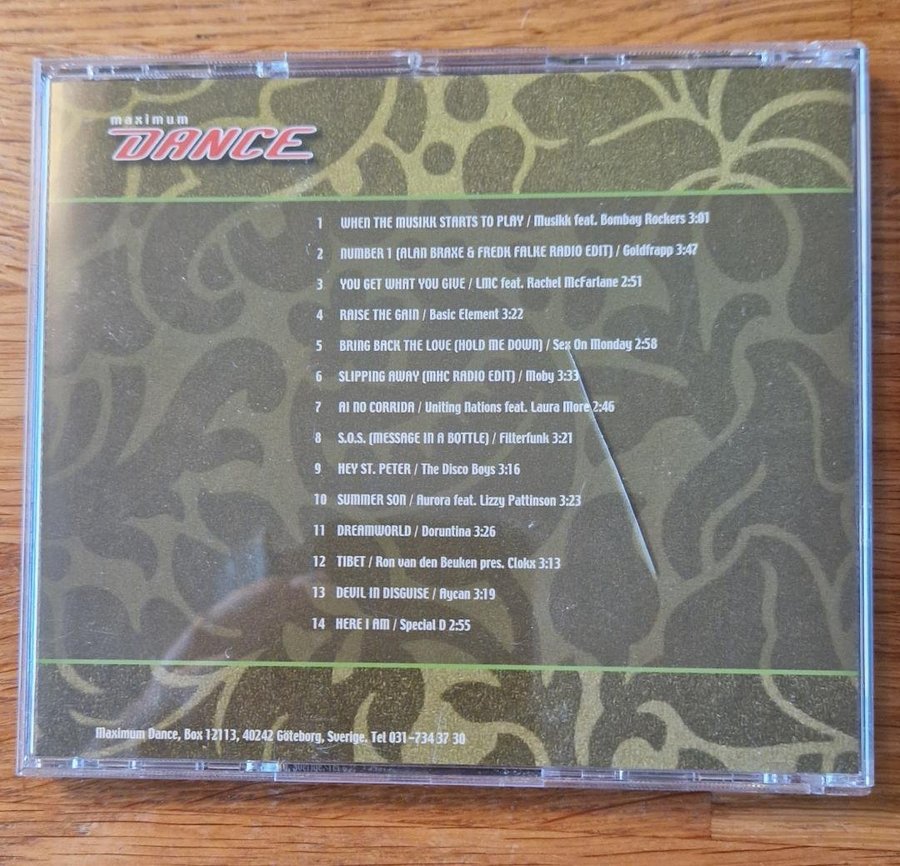 maximum
DANCE
1 WHEN THE MUSIKK STARTS TO PLAY / Musikk feat. Bombay Rockers 3:01
2 NUMBER 1 (ALAN BRAXE & FREDK FALKE RADIO EDIT) / Goldfrapp 3:47
3 YOU GET WHAT YOU GIVE / LMC feat. Rachel McFarlane 2:51
4 RAISE THE GAIN / Basic Element 3:22
5 BRING BACK THE LOVE (HOLD ME DOWN) / Sex On Monday 2:58
6 SLIPPING AWAY (MHC RADIO EDIT) / Moby 3:33
7 AI NO CORRIDA / Uniting Nations feat. Laura More 2:46
8 S.O.S. (MESSAGE IN A BOTTLE) / Filterfunk 3:21
9 HEY ST. PETER / The Disco Boys 3:16
10 SUMMER SON / Aurora feat. Lizzy Pattinson 3:23
11 DREAMWORLD / Doruntina 3:26
12 TIBET / Ron van den Beuken pres. Clokx 3:13
13 DEVIL IN DISGUISE / Aycan 3:19
14 HERE I AM / Special D 2:55
Maximum Dance, Box 12113, 40242 Göteborg, Sverige. Tel 031-734 37 30